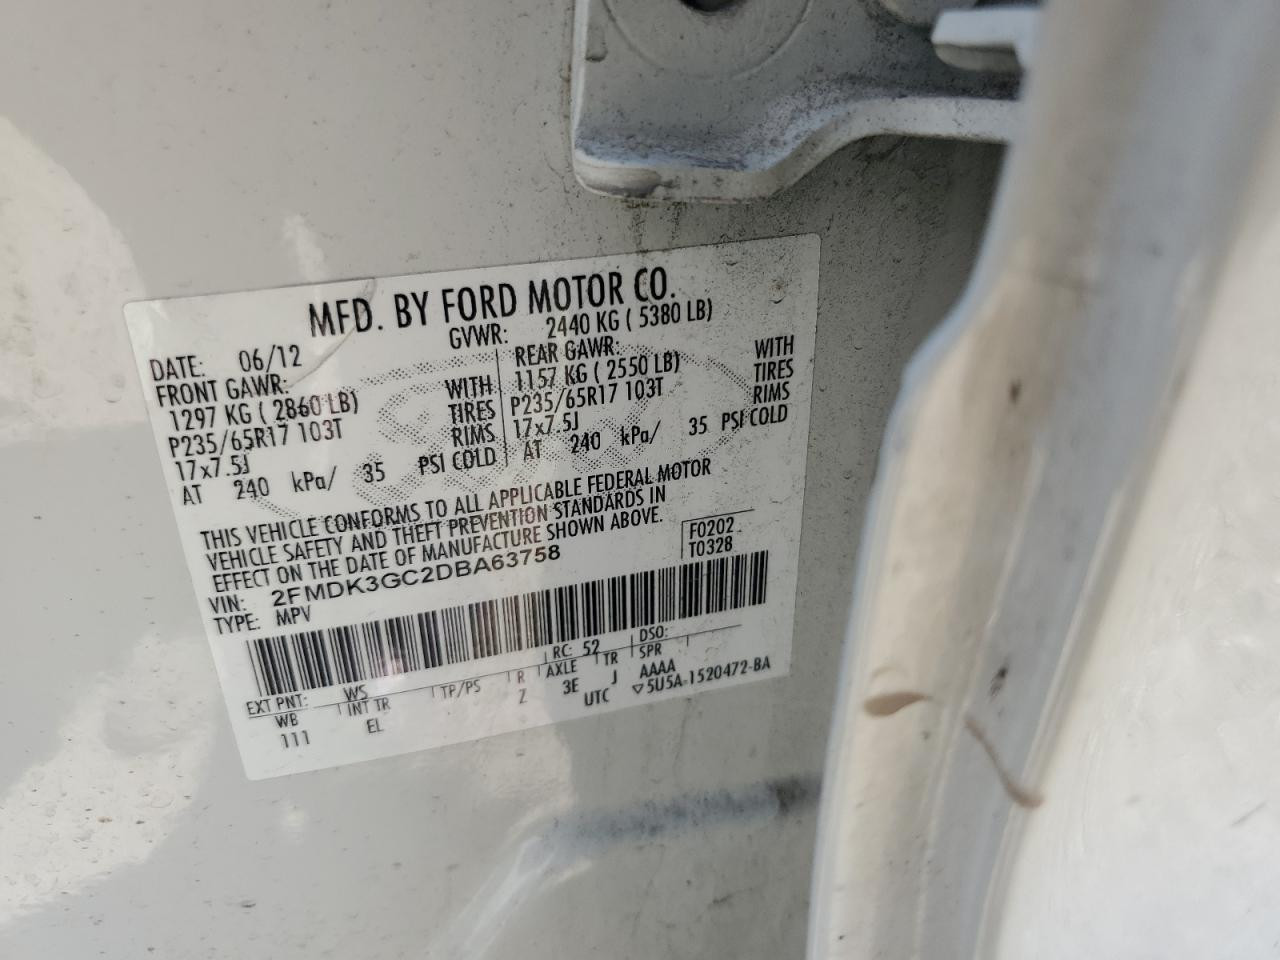 MFD. BY FORD MOTOR CO.
DATE: 06/12 GVWR: 2440 KG ( 5380 LB)
FRONT GAWR: REAR GAWR:
1297 KG ( 2860 LB) WITH 1157 KG ( 2550 LB) WITH
P235/65R17 103T TIRES P235/65R17 103T TIRES
17x7.5J RIMS 17x7.5J RIMS
AT 240 kPa/ 35 PSI COLD AT 240 kPa/ 35 PSI COLD
THIS VEHICLE CONFORMS TO ALL APPLICABLE FEDERAL MOTOR
VEHICLE SAFETY AND THEFT PREVENTION STANDARDS IN
EFFECT ON THE DATE OF MANUFACTURE SHOWN ABOVE.
VIN: 2FMDK3GC2DBA63758 F0202
TYPE: MPV T0328
EXT PNT: WS RC: 52 DSO:
WB INT TR TP/PS R AXLE TR SPR
111 EL Z 3E J AAAA
UTC ▽5U5A-1520472-BA